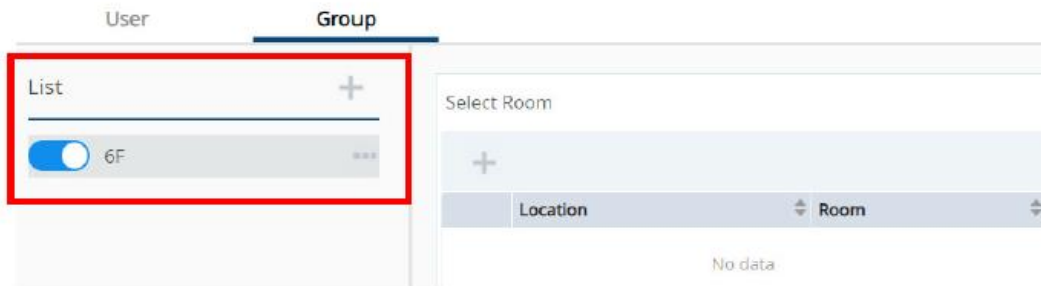 User Group
List
Select Room
6F
Location Room
No data